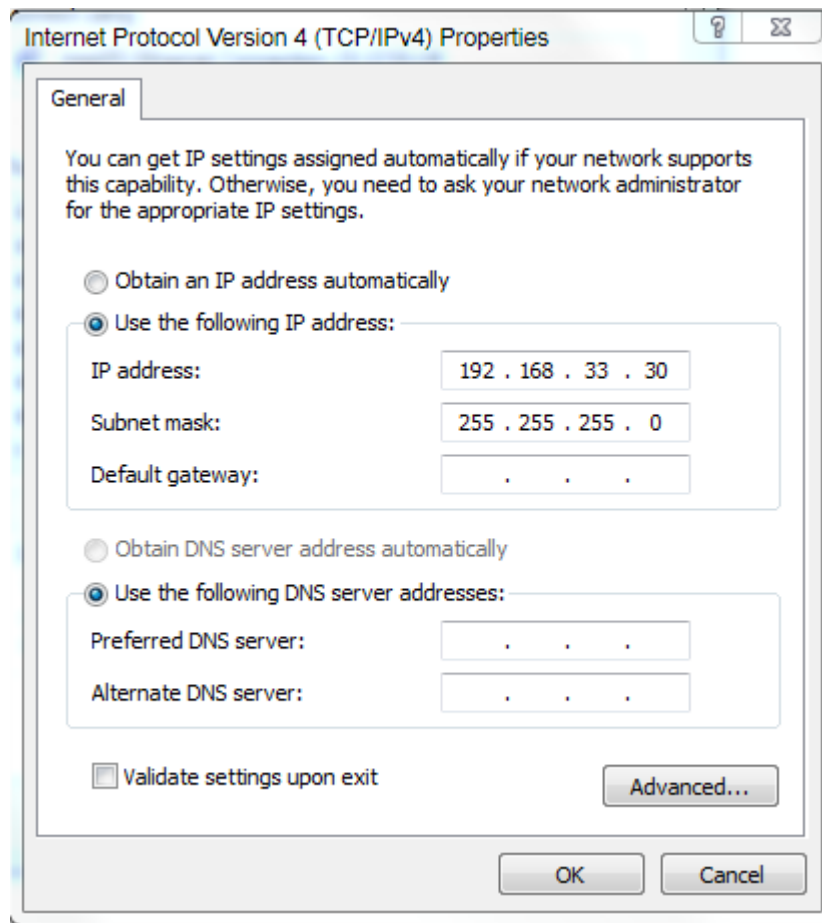 Internet Protocol Version 4 (TCP/IPv4) Properties
General
You can get IP settings assigned automatically if your network supports
this capability. Otherwise, you need to ask your network administrator
for the appropriate IP settings.
Obtain an IP address automatically
Use the following IP address:
IP address: 192 . 168 . 33 . 30
Subnet mask: 255 . 255 . 255 . 0
Default gateway: . . .
Obtain DNS server address automatically
Use the following DNS server addresses:
Preferred DNS server: . . .
Alternate DNS server: . . .
Validate settings upon exit
Advanced...
OK Cancel